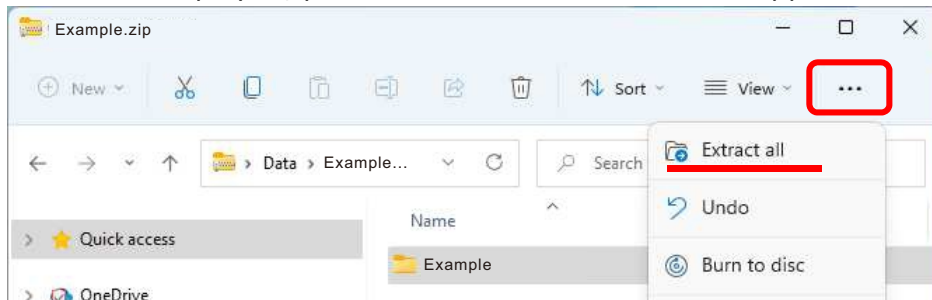 Example.zip
New
Sort
View
...
Data > Example...
Search
Extract all
Name
Undo
Quick access
Example
Burn to disc
OneDrive